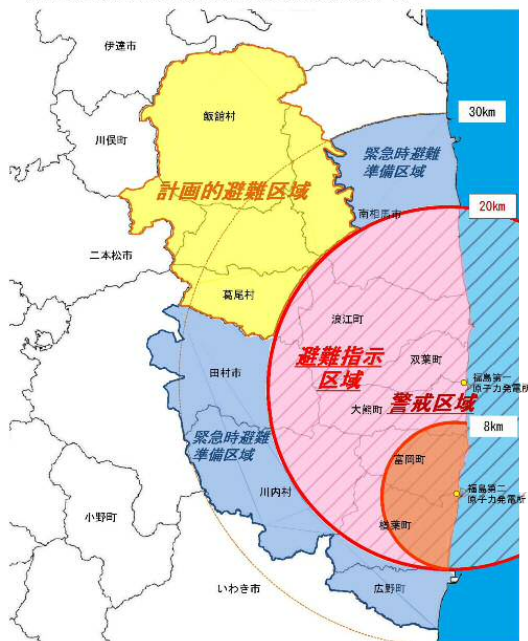 伊達市
飯舘村
川俣町
30km
緊急時避難
準備区域
計画的避難区域
20km
南相馬市
二本松市
葛尾村
浪江町
避難指示
区域
双葉町
田村市
福島第一
原子力発電所
大熊町
警戒区域
8km
緊急時避難
準備区域
富岡町
川内村
福島第二
原子力発電所
小野町
楢葉町
いわき市
広野町